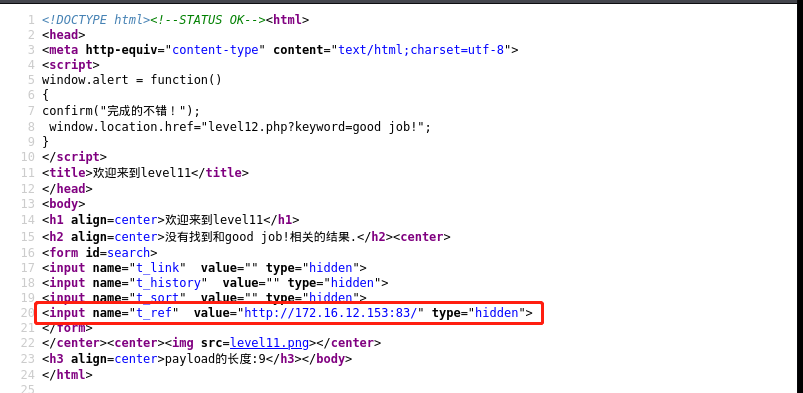 1 <!DOCTYPE html><!--STATUS OK--><html>
2 <head>
3 <meta http-equiv="content-type" content="text/html;charset=utf-8">
4 <script>
5 window.alert = function()
6 {
7 confirm("完成的不错！");
8  window.location.href="level12.php?keyword=good job!";
9 }
10 </script>
11 <title>欢迎来到level11</title>
12 </head>
13 <body>
14 <h1 align=center>欢迎来到level11</h1>
15 <h2 align=center>没有找到和good job!相关的结果.</h2><center>
16 <form id=search>
17 <input name="t_link"  value="" type="hidden">
18 <input name="t_history"  value="" type="hidden">
19 <input name="t_sort"  value="" type="hidden">
20 <input name="t_ref"  value="http://172.16.12.153:83/" type="hidden">
21 </form>
22 </center><center><img src=level11.png></center>
23 <h3 align=center>payload的长度:9</h3></body>
24 </html>
25